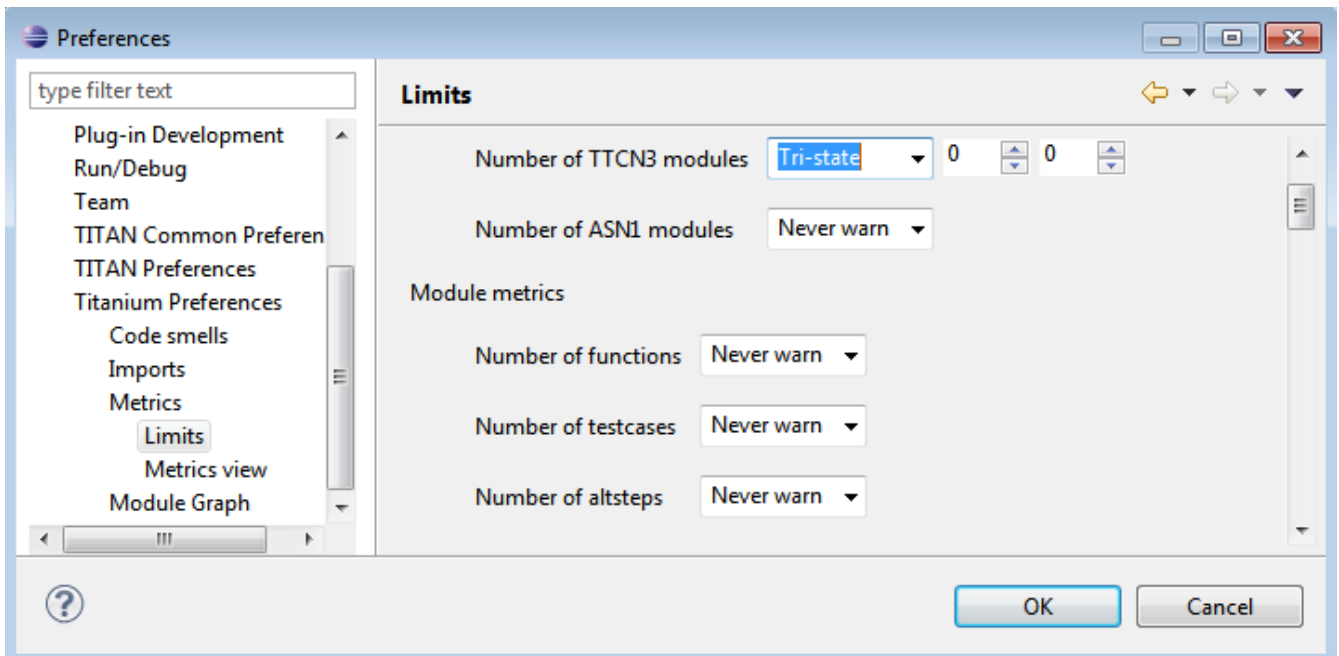 Preferences
type filter text
Plug-in Development
Run/Debug
Team
TITAN Common Preferen
TITAN Preferences
Titanium Preferences
Code smells
Imports
Metrics
Limits
Metrics view
Module Graph
Limits
Number of TTCN3 modules Tri-state 0 0
Number of ASN1 modules Never warn
Module metrics
Number of functions Never warn
Number of testcases Never warn
Number of altsteps Never warn
?
OK Cancel